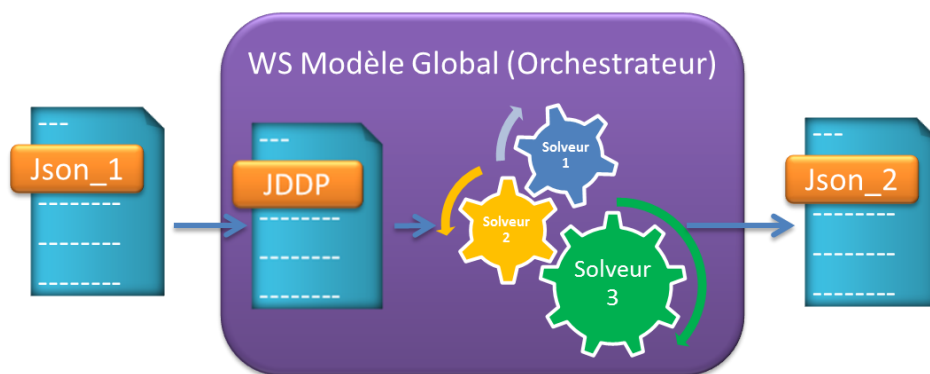 WS Modèle Global (Orchestrateur)
Json_1
JDDP
Solveur
1
Solveur
2
Solveur
3
Json_2